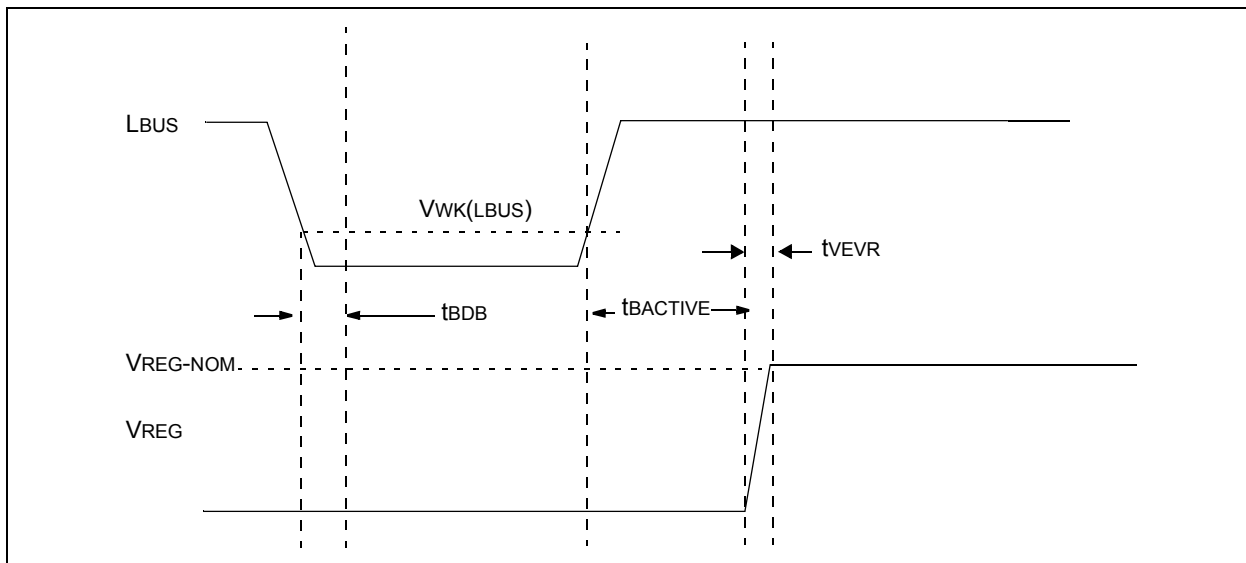 LBUS
VWK(LBUS)
tVEVR
tBDB
tBACTIVE
VREG-NOM
VREG